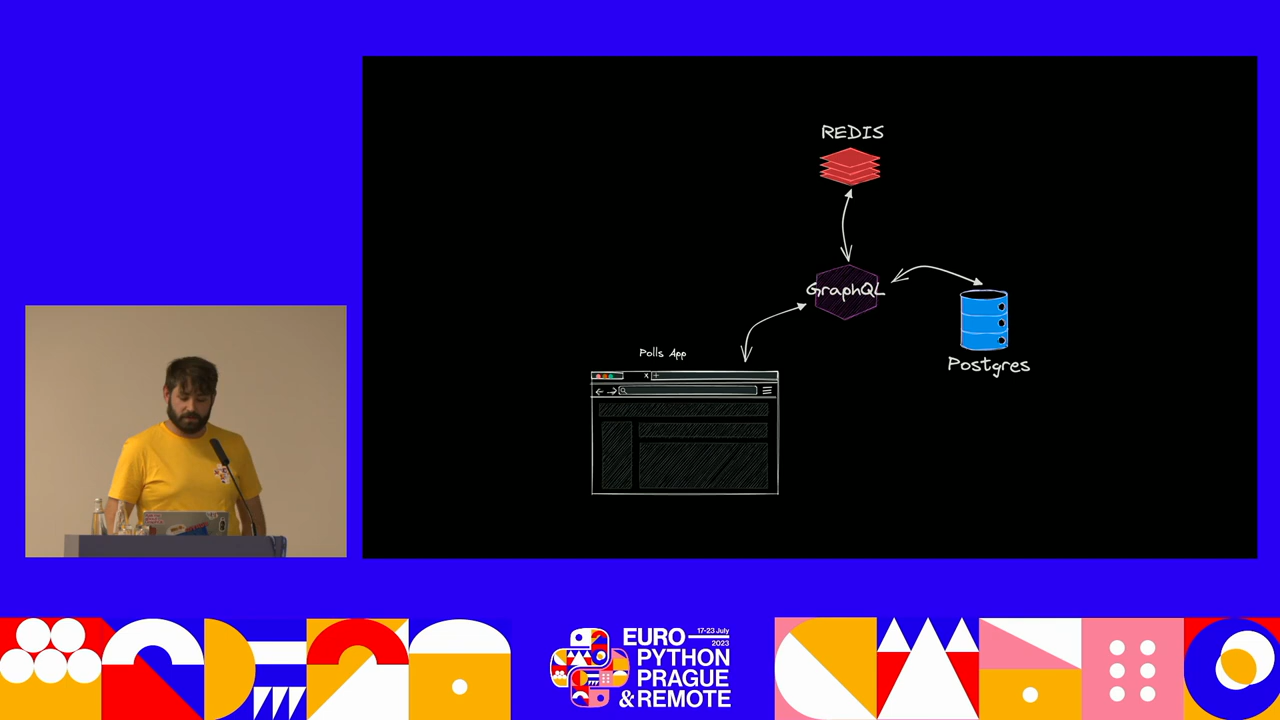 REDIS
GraphQL
Postgres
Polls App
x +
EURO
17-23 July
2023
PYTHON
PRAGUE
& REMOTE